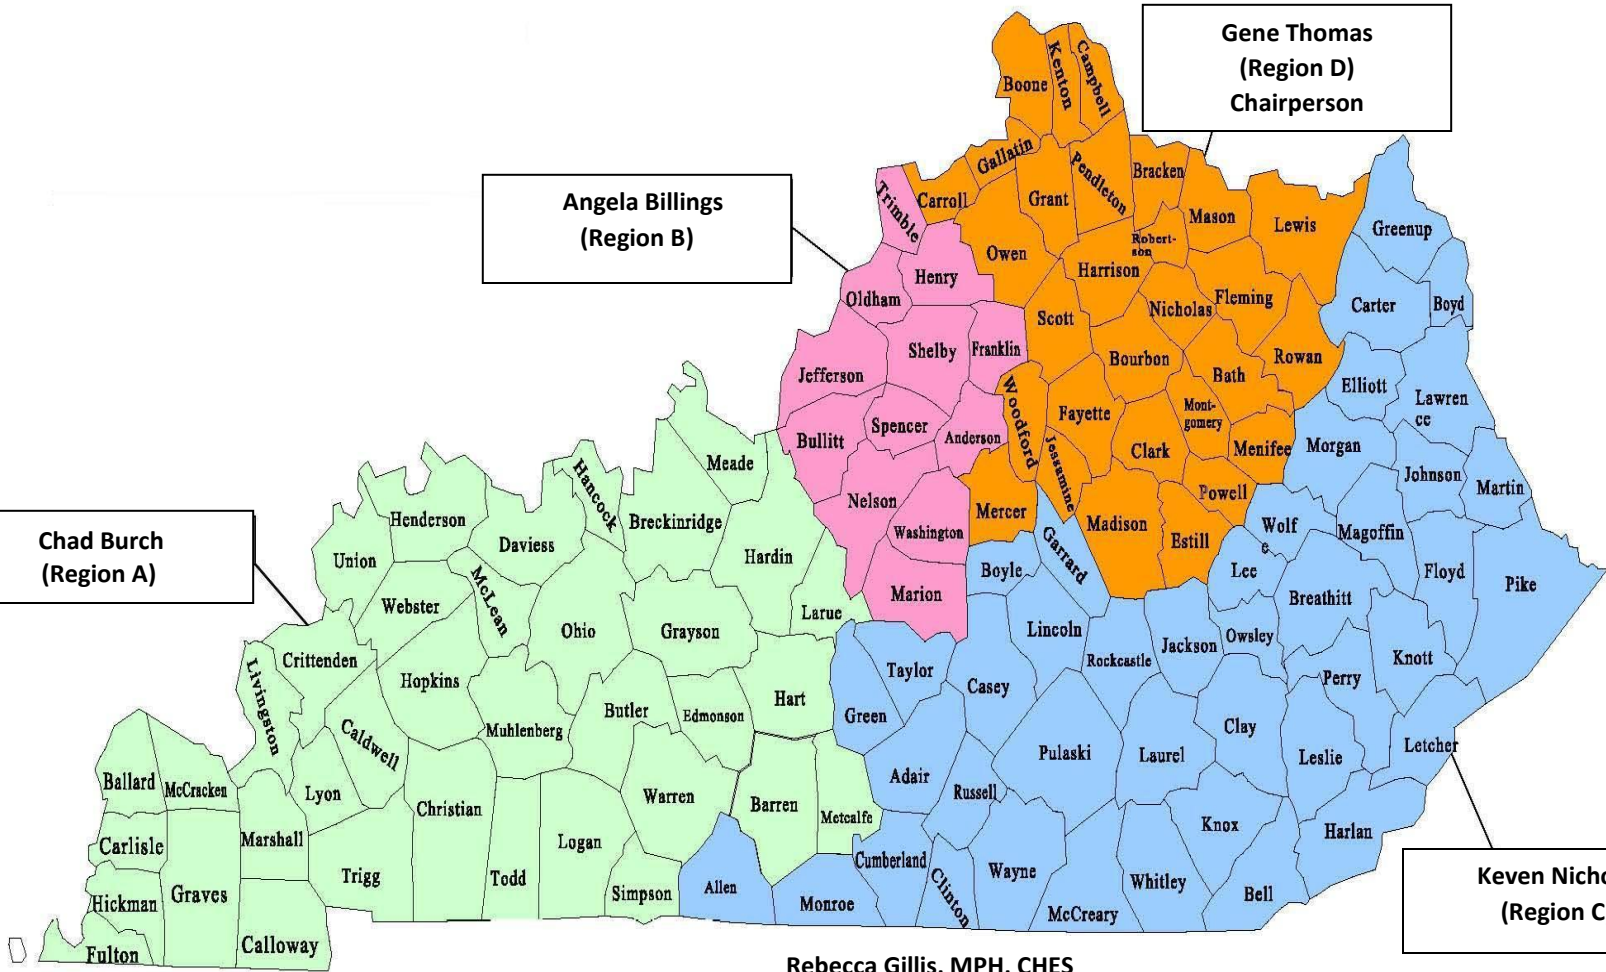 Gene Thomas
(Region D)
Chairperson
Angela Billings
(Region B)
Chad Burch
(Region A)
Keven Nicho
(Region C
Rebecca Gillis, MPH, CHES
Boone
Kenton
Campbell
Gallatin
Carroll
Trimble
Grant
Pendleton
Bracken
Mason
Lewis
Greenup
Owen
Robert-
son
Harrison
Henry
Oldham
Nicholas
Fleming
Carter
Boyd
Scott
Shelby
Franklin
Bourbon
Rowan
Bath
Jefferson
Elliott
Lawren
ce
Woodford
Fayette
Mont-
gomery
Spencer
Anderson
Bullitt
Clark
Menifee
Morgan
Jessamine
Johnson
Martin
Meade
Hancock
Nelson
Powell
Mercer
Madison
Washington
Breckinridge
Henderson
Daviess
Hardin
Wolf
e
Magoffin
Estill
Garrard
Union
Boyle
Lee
Floyd
Pike
McLean
Webster
Marion
Breathitt
Larue
Ohio
Grayson
Lincoln
Owsley
Jackson
Rockcastle
Knott
Crittenden
Taylor
Perry
Hopkins
Casey
Livingston
Hart
Butler
Edmonson
Green
Muhlenberg
Caldwell
Clay
Pulaski
Laurel
Leslie
Letcher
Adair
Ballard
McCracken
Lyon
Russell
Warren
Barren
Christian
Metcalfe
Knox
Harlan
Marshall
Carlisle
Logan
Cumberland
Wayne
Trigg
Todd
Simpson
Allen
Clinton
Whitley
Bell
Graves
Hickman
Monroe
McCreary
Calloway
Fulton